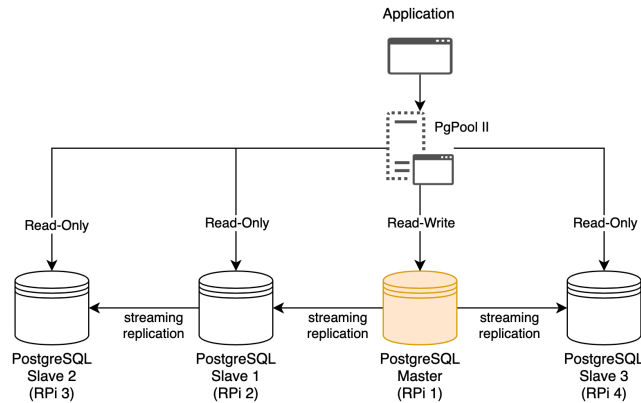 Application
PgPool II
Read-Only
Read-Only
Read-Write
Read-Only
streaming
replication
streaming
replication
streaming
replication
PostgreSQL
Slave 2
(RPi 3)
PostgreSQL
Slave 1
(RPi 2)
PostgreSQL
Master
(RPi 1)
PostgreSQL
Slave 3
(RPi 4)